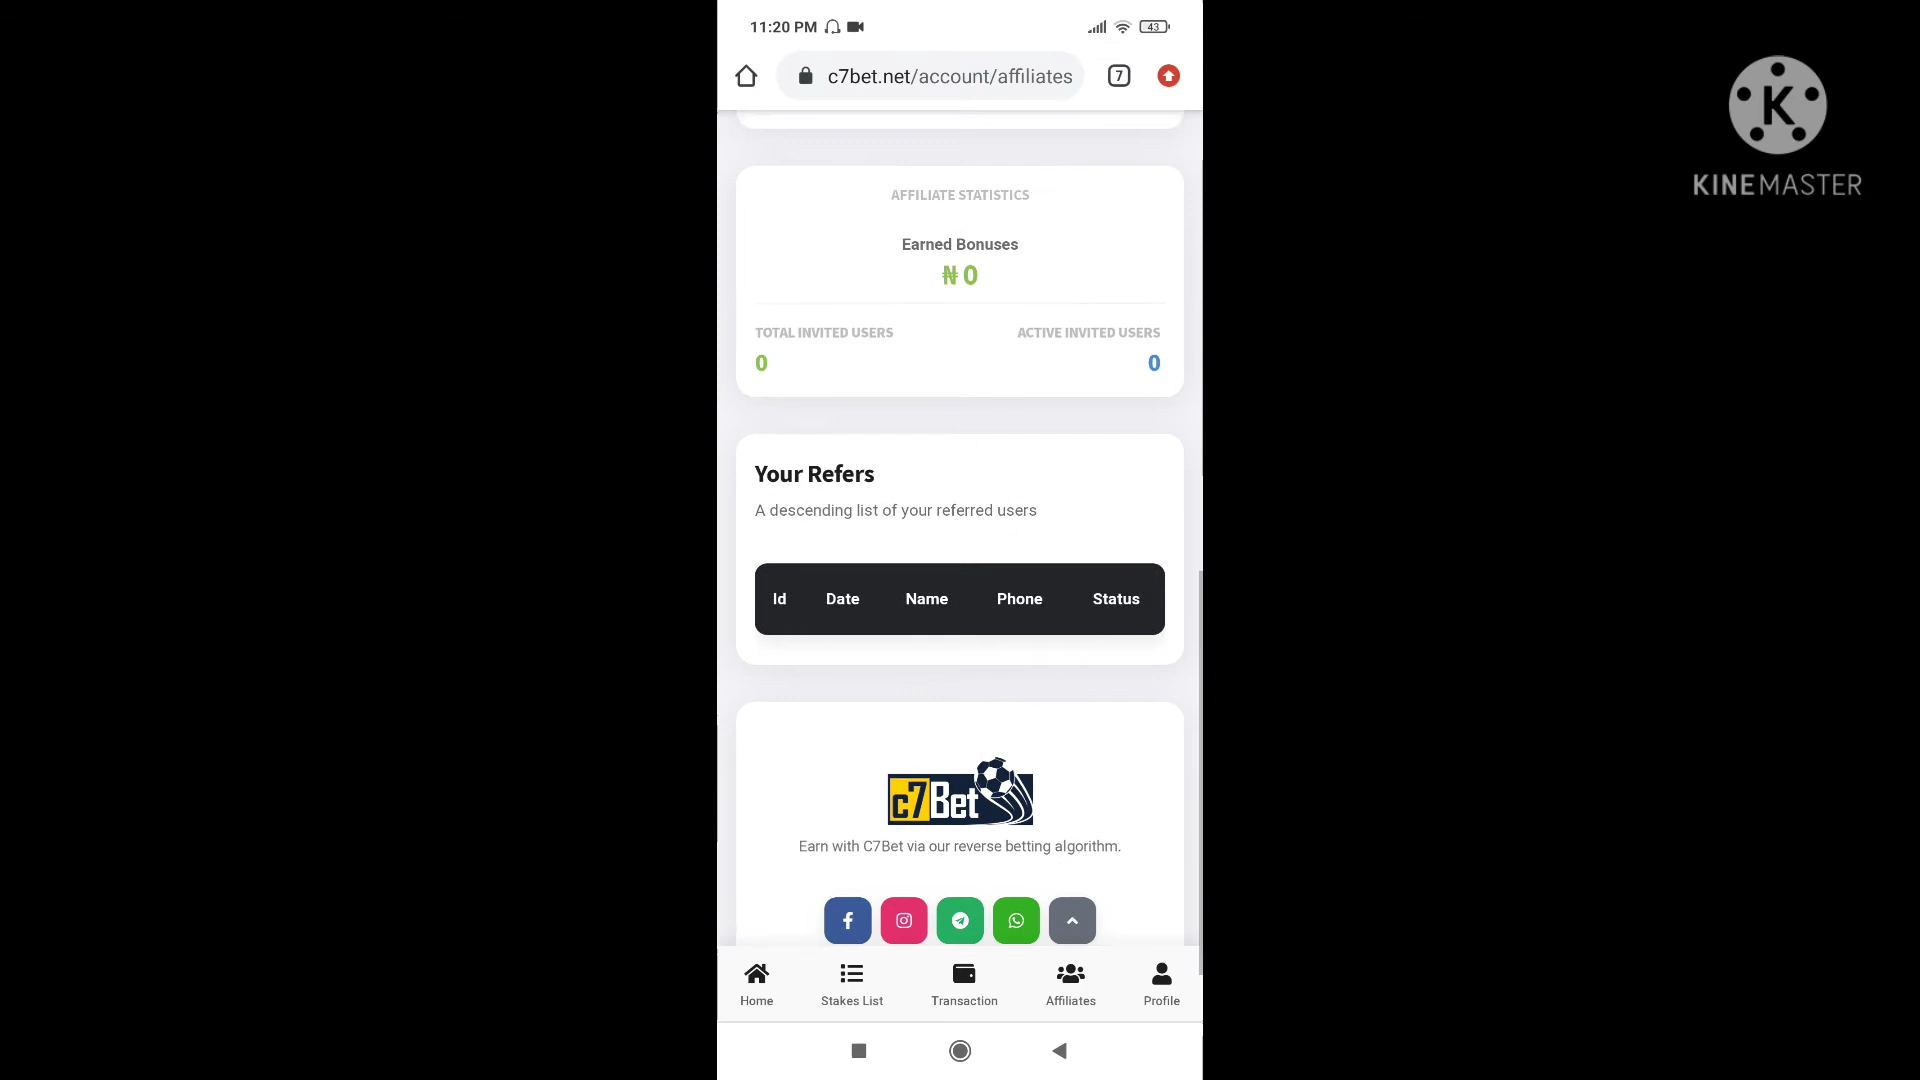 11:20 PM
43
c7bet.net/account/affiliates
7
K
KINEMASTER
AFFILIATE STATISTICS
Earned Bonuses
₦ 0
TOTAL INVITED USERS
ACTIVE INVITED USERS
0
0
Your Refers
A descending list of your referred users
Id Date Name Phone Status
c7Bet
Earn with C7Bet via our reverse betting algorithm.
Home Stakes List Transaction Affiliates Profile